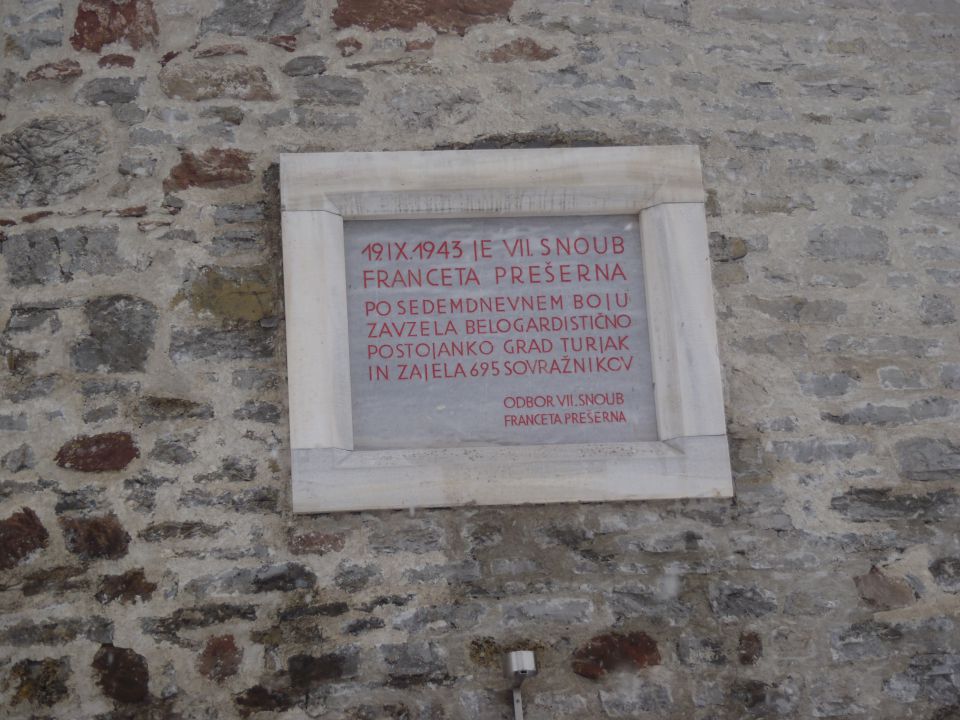 19.IX.1943 JE VII. SNOUB
FRANCETA PREŠERNA
PO SEDEMDNEVNEM BOJU
ZAVZELA BELOGARDISTIČNO
POSTOJANKO GRAD TURJAK
IN ZAJELA 695 SOVRAŽNIKOV
ODBOR VII. SNOUB
FRANCETA PREŠERNA